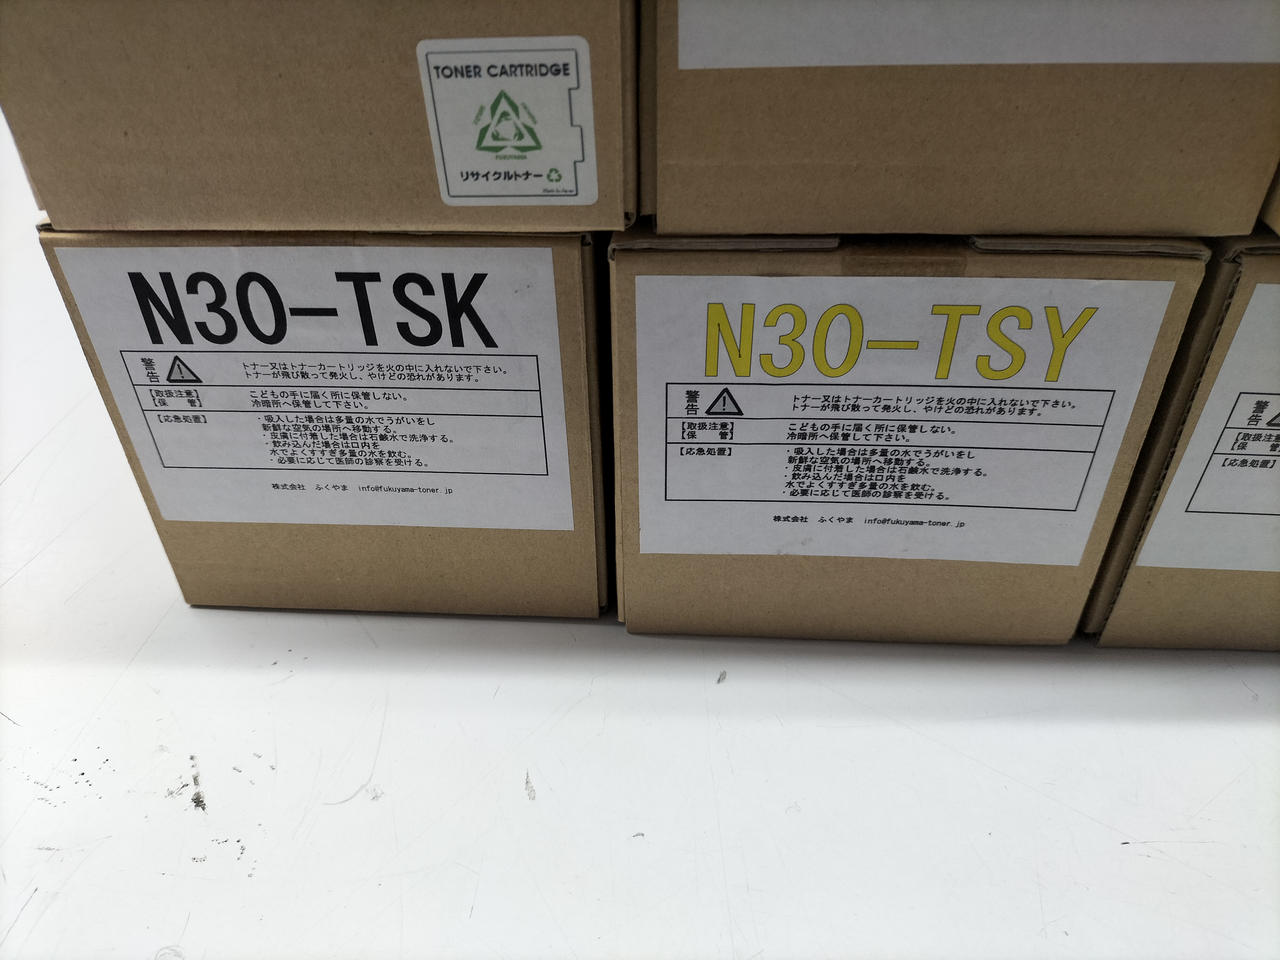 TONER CARTRIDGE
FUKUYAMA
リサイクルトナー
Made in Japan
N30-TSK
警告
トナー又はトナーカートリッジを火の中に入れないで下さい。
トナーが飛び散って発火し、やけどの恐れがあります。
【取扱注意】
【保 管】
こどもの手に届く所に保管しない。
冷暗所へ保管して下さい。
【応急処置】
・吸入した場合は多量の水でうがいをし
新鮮な空気の場所へ移動する。
・皮膚に付着した場合は石鹸水で洗浄する。
・飲み込んだ場合は口内を
水でよくすすぎ多量の水を飲む。
・必要に応じて医師の診察を受ける。
株式会社 ふくやま info@fukuyama-toner.jp
N30-TSY
警告
トナー又はトナーカートリッジを火の中に入れないで下さい。
トナーが飛び散って発火し、やけどの恐れがあります。
【取扱注意】
【保 管】
こどもの手に届く所に保管しない。
冷暗所へ保管して下さい。
【応急処置】
・吸入した場合は多量の水でうがいをし
新鮮な空気の場所へ移動する。
・皮膚に付着した場合は石鹸水で洗浄する。
・飲み込んだ場合は口内を
水でよくすすぎ多量の水を飲む。
・必要に応じて医師の診察を受ける。
株式会社 ふくやま info@fukuyama-toner.jp
警告
【取扱注意
【保 管
【応急処置】